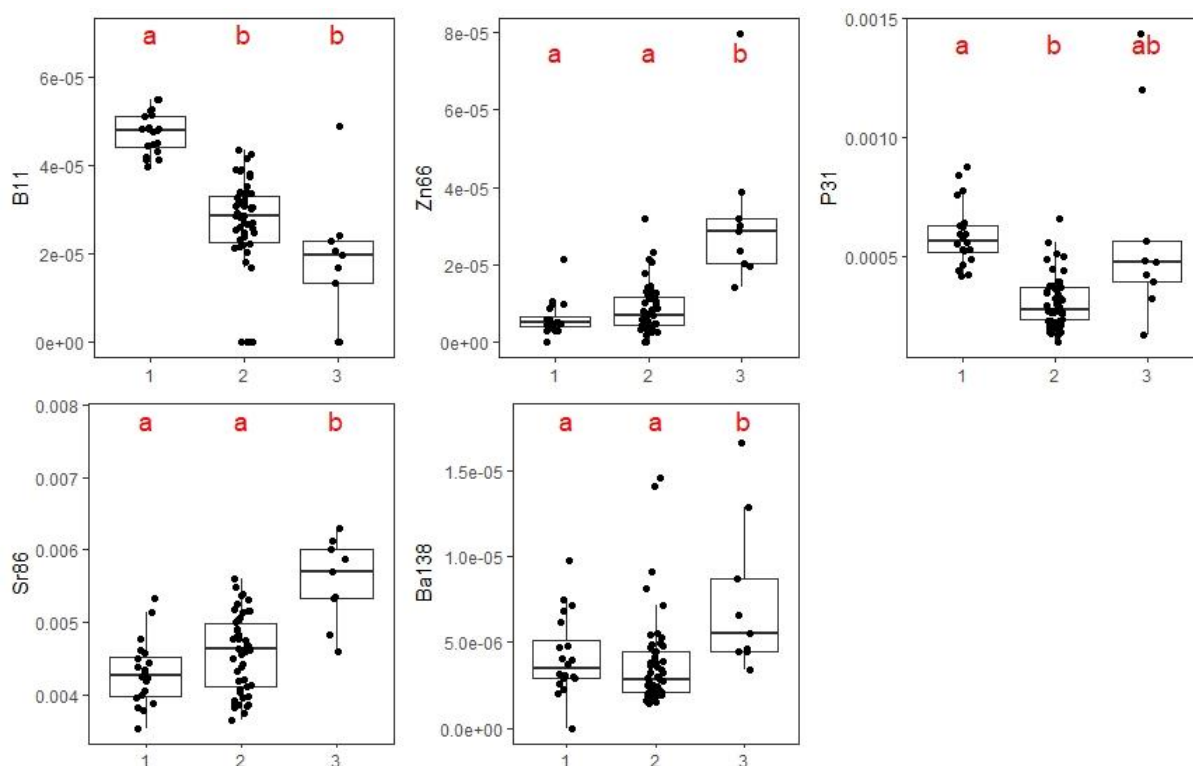 B11
6e-05
4e-05
2e-05
0e+00
a b b
1 2 3
Zn66
8e-05
6e-05
4e-05
2e-05
0e+00
a a b
1 2 3
P31
0.0015
0.0010
0.0005
a b ab
1 2 3
Sr86
0.008
0.007
0.006
0.005
0.004
a a b
1 2 3
Ba138
1.5e-05
1.0e-05
5.0e-06
0.0e+00
a a b
1 2 3